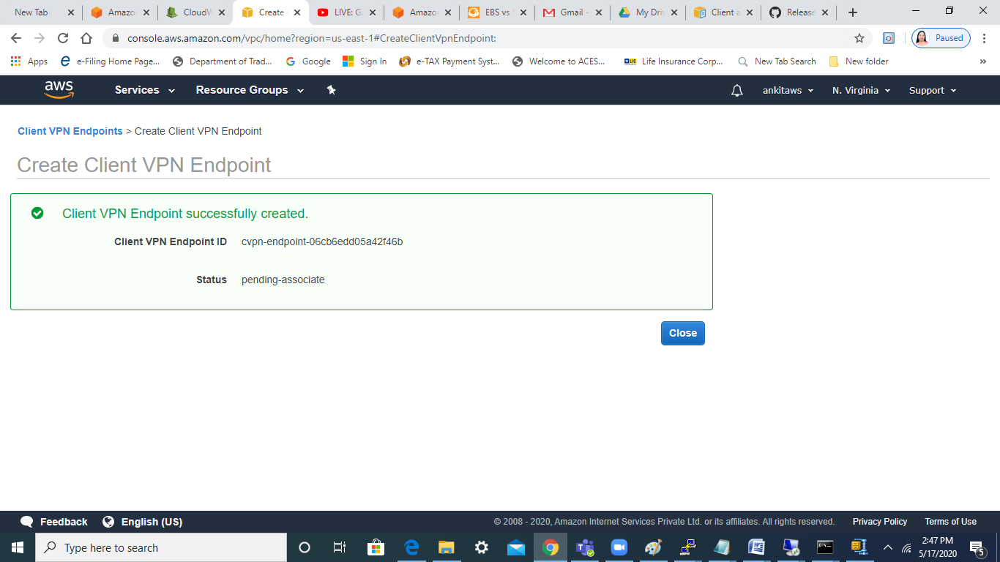 New Tab Amazo Cloud Create LIVE: G Amazo EBS vs Gmail - My Dri Client a Release
console.aws.amazon.com/vpc/home?region=us-east-1#CreateClientVpnEndpoint: Paused
Apps e-Filing Home Page... Department of Trad... Google Sign In e-TAX Payment Syst... Welcome to ACES... LIC Life Insurance Corp... New Tab Search New folder »
aws Services Resource Groups ankitaws N. Virginia Support
Client VPN Endpoints > Create Client VPN Endpoint
Create Client VPN Endpoint
Client VPN Endpoint successfully created.
Client VPN Endpoint ID cvpn-endpoint-06cb6edd05a42f46b
Status pending-associate
Close
Feedback English (US) © 2008 - 2020, Amazon Internet Services Private Ltd. or its affiliates. All rights reserved. Privacy Policy Terms of Use
Type here to search 2:47 PM
5/17/2020 5